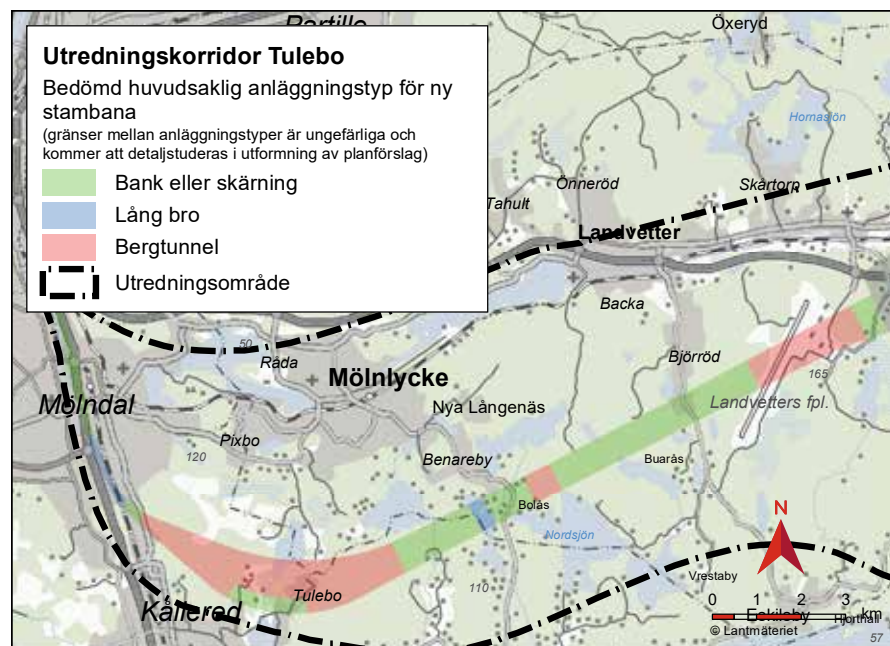 Partille
Öxeryd
Utredningskorridor Tulebo
Bedömd huvudsaklig anläggningstyp för ny
stambana
(gränser mellan anläggningstyper är ungefärliga och
kommer att detaljstuderas i utformning av planförslag)
Bank eller skärning
Lång bro
Bergtunnel
Utredningsområde
Hornasjön
Önneröd
Skårtorp
Tahult
Landvetter
Backa
50
Råda
Björröd
Mölnlycke
165
Mölndal
Nya Långenäs
Landvetters fpl.
Pixbo
120
Benareby
Buarås
Bolås
N
Nordsjön
110
Vrestaby
Tulebo
Kållered
0 1 2 3
km
Eskilsby
Hjorthall
© Lantmäteriet
57